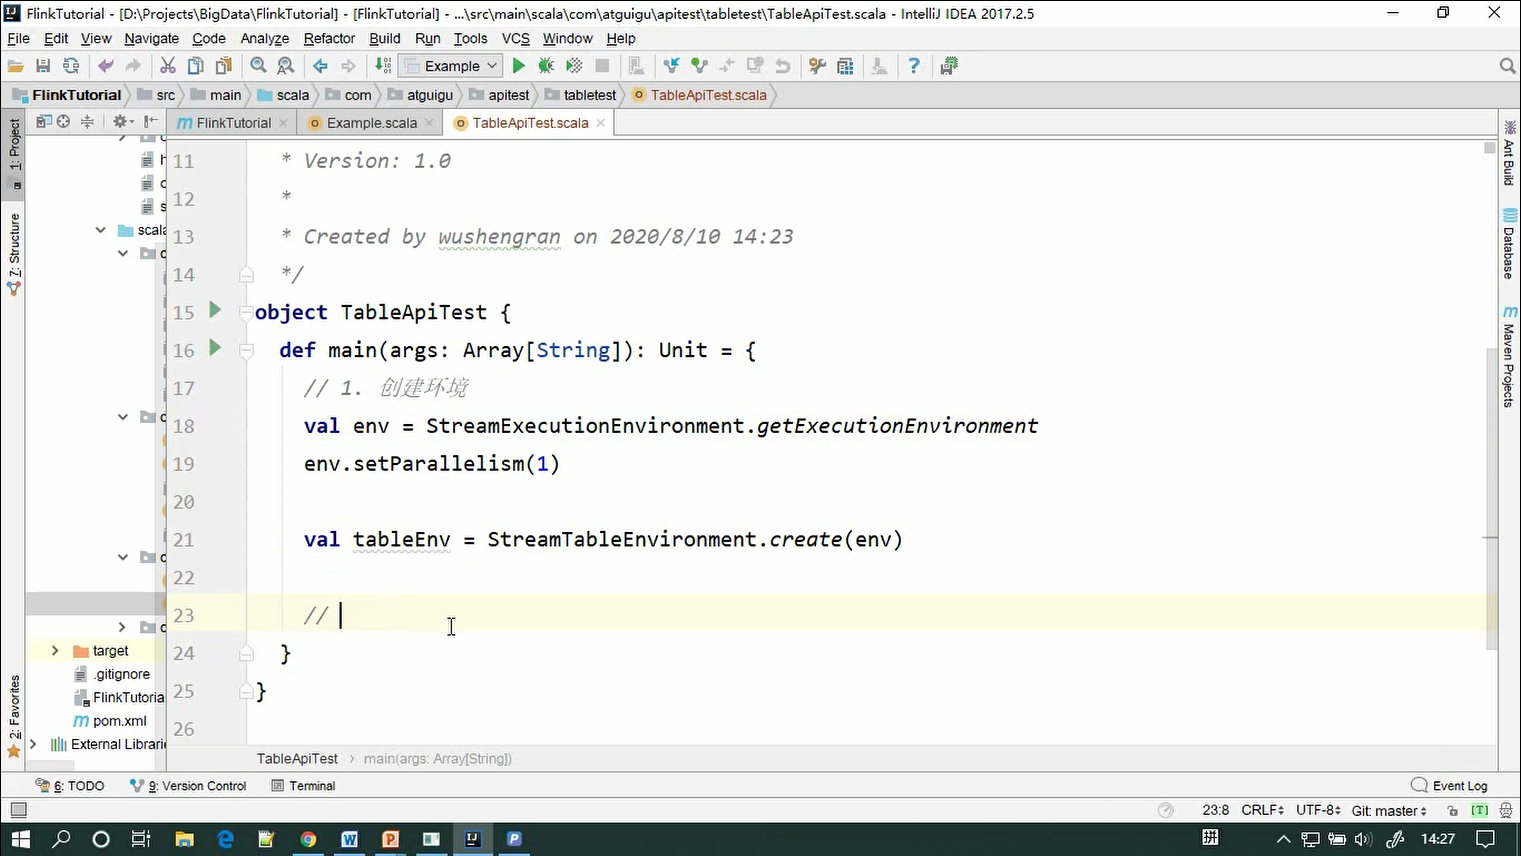 FlinkTutorial - [D:\Projects\BigData\FlinkTutorial] - [FlinkTutorial] - ...\src\main\scala\com\atguigu\apitest\tabletest\TableApiTest.scala - IntelliJ IDEA 2017.2.5
File Edit View Navigate Code Analyze Refactor Build Run Tools VCS Window Help
Example
FlinkTutorial src main scala com atguigu apitest tabletest TableApiTest.scala
FlinkTutorial Example.scala TableApiTest.scala
1: Project
7: Structure
2: Favorites
scala
target
.gitignore
FlinkTutoria
pom.xml
External Librari
11 * Version: 1.0
12 *
13 * Created by wushengran on 2020/8/10 14:23
14 */
15 object TableApiTest {
16 def main(args: Array[String]): Unit = {
17 // 1. 创建环境
18 val env = StreamExecutionEnvironment.getExecutionEnvironment
19 env.setParallelism(1)
20
21 val tableEnv = StreamTableEnvironment.create(env)
22
23 //
24 }
25 }
26
TableApiTest main(args: Array[String])
Ant Build
Database
Maven Projects
6: TODO 9: Version Control Terminal Event Log
23:8 CRLF UTF-8 Git: master
拼 14:27